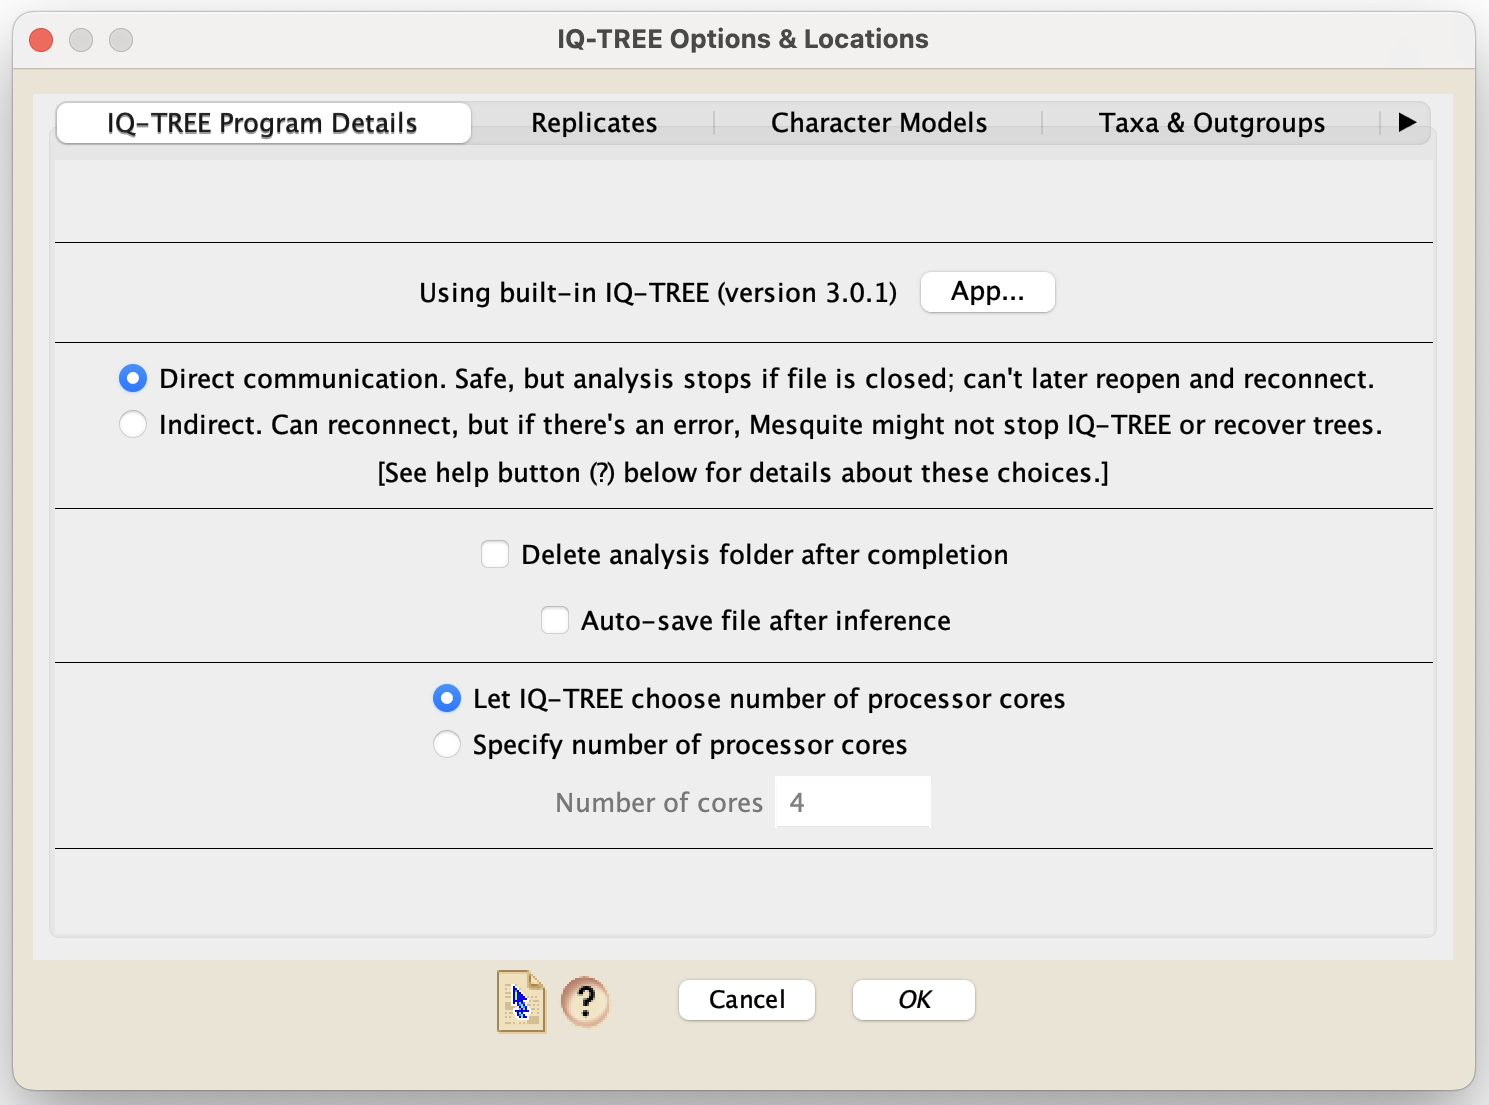 IQ-TREE Options & Locations
IQ-TREE Program Details
Replicates
Character Models
Taxa & Outgroups
Using built-in IQ-TREE (version 3.0.1)
App...
Direct communication. Safe, but analysis stops if file is closed; can't later reopen and reconnect.
Indirect. Can reconnect, but if there's an error, Mesquite might not stop IQ-TREE or recover trees.
[See help button (?) below for details about these choices.]
Delete analysis folder after completion
Auto-save file after inference
Let IQ-TREE choose number of processor cores
Specify number of processor cores
Number of cores 4
?
Cancel
OK